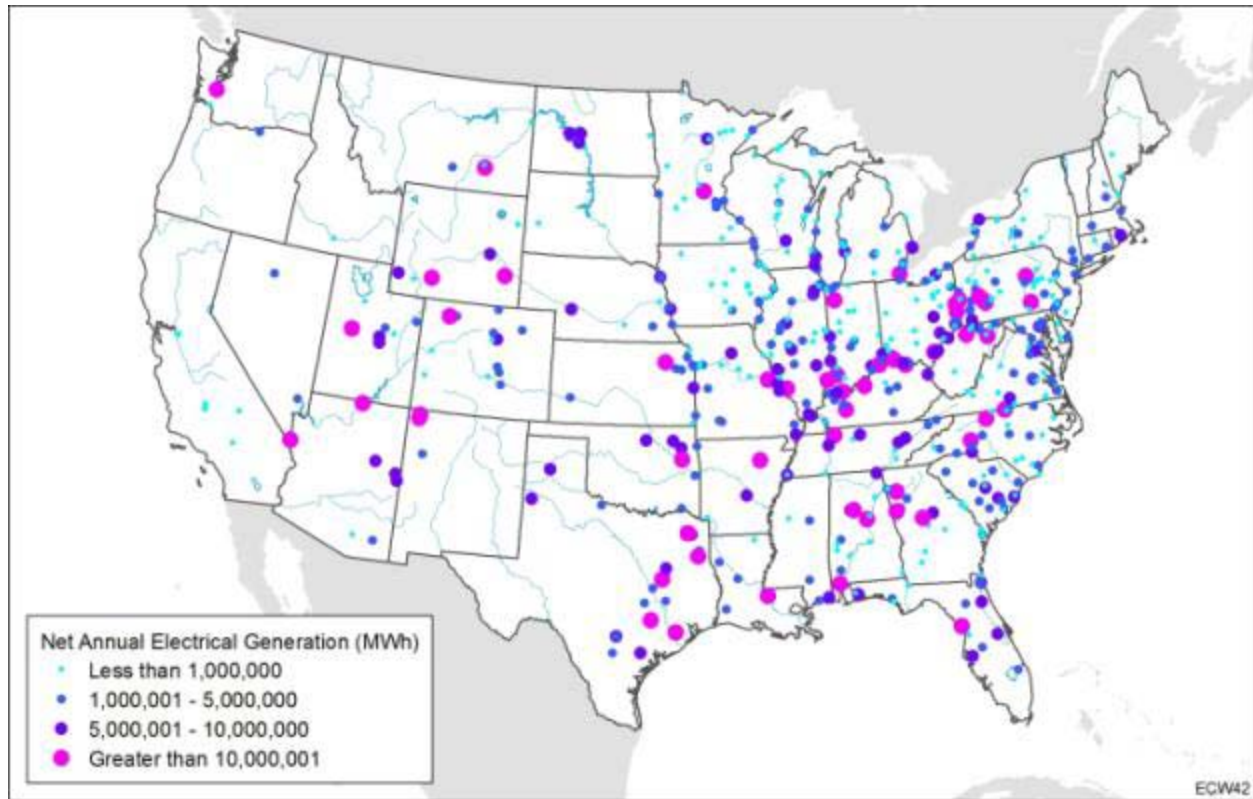 Net Annual Electrical Generation (MWh)
Less than 1,000,000
1,000,001 - 5,000,000
5,000,001 - 10,000,000
Greater than 10,000,001
ECW42